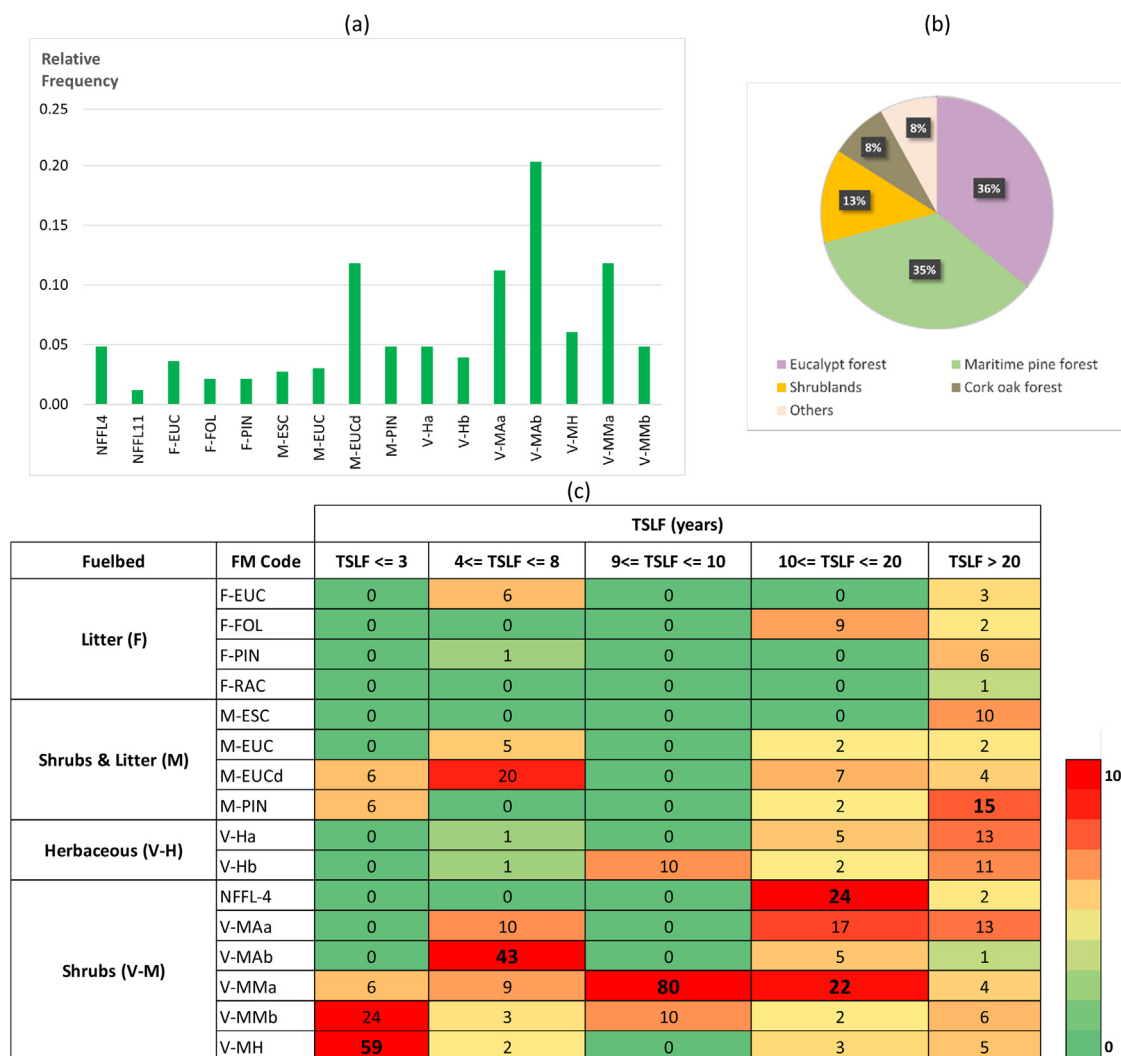 (a)
Relative
Frequency
0.25
0.20
0.15
0.10
0.05
0.00
NFFL4
NFFL11
F-EUC
F-FOL
F-PIN
M-ESC
M-EUC
M-EUCd
M-PIN
V-Ha
V-Hb
V-MAa
V-MAb
V-MH
V-MMa
V-MMb
(b)
8%
8%
36%
13%
35%
Eucalypt forest Maritime pine forest
Shrublands Cork oak forest
Others
(c)
TSLF (years)
Fuelbed FM Code TSLF <= 3 4<= TSLF <= 8 9<= TSLF <= 10 10<= TSLF <= 20 TSLF > 20
Litter (F)
F-EUC 0 6 0 0 3
F-FOL 0 0 0 9 2
F-PIN 0 1 0 0 6
F-RAC 0 0 0 0 1
Shrubs & Litter (M)
M-ESC 0 0 0 0 10
M-EUC 0 5 0 2 2
M-EUCd 6 20 0 7 4
M-PIN 6 0 0 2 15
Herbaceous (V-H)
V-Ha 0 1 0 5 13
V-Hb 0 1 10 2 11
Shrubs (V-M)
NFFL-4 0 0 0 24 2
V-MAa 0 10 0 17 13
V-MAb 0 43 0 5 1
V-MMa 6 9 80 22 4
V-MMb 24 3 10 2 6
V-MH 59 2 0 3 5
10
0